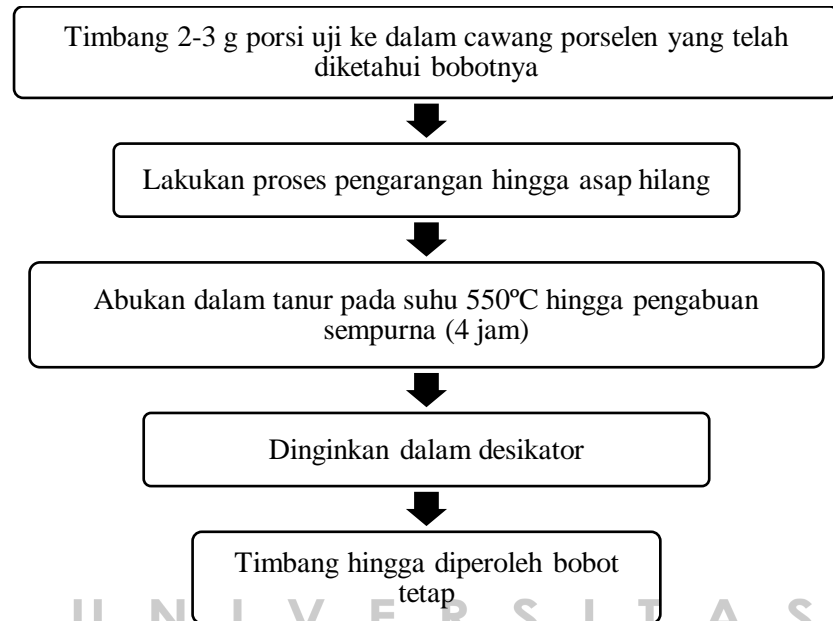 Timbang 2-3 g porsi uji ke dalam cawang porselen yang telah
diketahui bobotnya
Lakukan proses pengarangan hingga asap hilang
Abukan dalam tanur pada suhu 550ºC hingga pengabuan
sempurna (4 jam)
Dinginkan dalam desikator
Timbang hingga diperoleh bobot
tetap
UNIVERSITAS